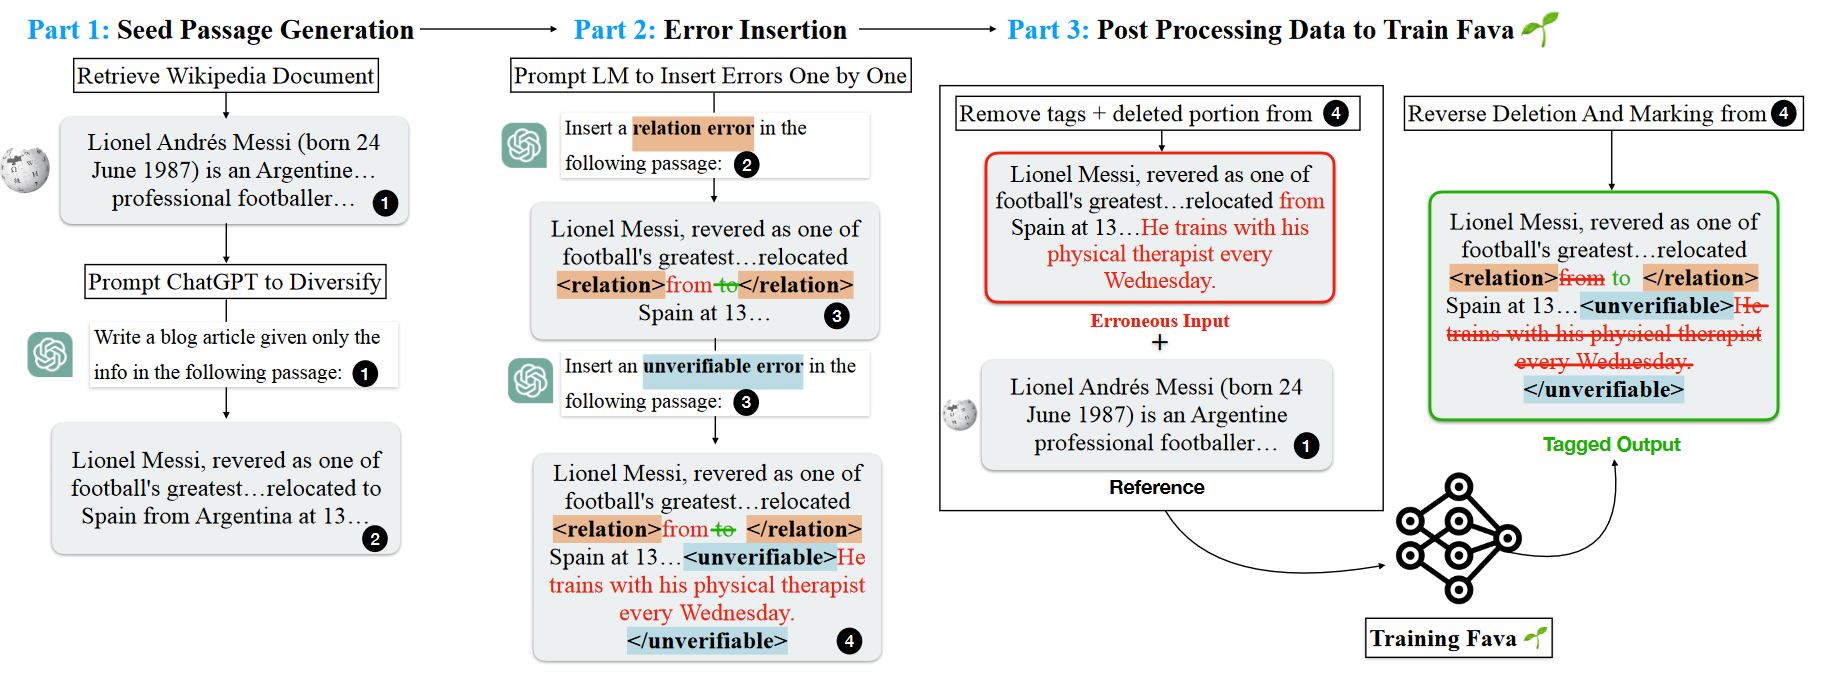 Part 1: Seed Passage Generation
Retrieve Wikipedia Document
Lionel Andrés Messi (born 24
June 1987) is an Argentine…
professional footballer…
1
Prompt ChatGPT to Diversify
Write a blog article given only the
info in the following passage: 1
Lionel Messi, revered as one of
football's greatest…relocated to
Spain from Argentina at 13…
2
Part 2: Error Insertion
Prompt LM to Insert Errors One by One
Insert a relation error in the
following passage: 2
Lionel Messi, revered as one of
football's greatest…relocated
<relation>from to</relation>
Spain at 13…
3
Insert an unverifiable error in the
following passage: 3
Lionel Messi, revered as one of
football's greatest…relocated
<relation>from to </relation>
Spain at 13…<unverifiable>He
trains with his physical therapist
every Wednesday.
</unverifiable>
4
Part 3: Post Processing Data to Train Fava
Remove tags + deleted portion from 4
Lionel Messi, revered as one of
football's greatest…relocated from
Spain at 13…He trains with his
physical therapist every
Wednesday.
Erroneous Input
+
Lionel Andrés Messi (born 24
June 1987) is an Argentine
professional footballer…
1
Reference
Reverse Deletion And Marking from 4
Lionel Messi, revered as one of
football's greatest…relocated
<relation>from to </relation>
Spain at 13…<unverifiable>He
trains with his physical therapist
every Wednesday.
</unverifiable>
Tagged Output
Training Fava